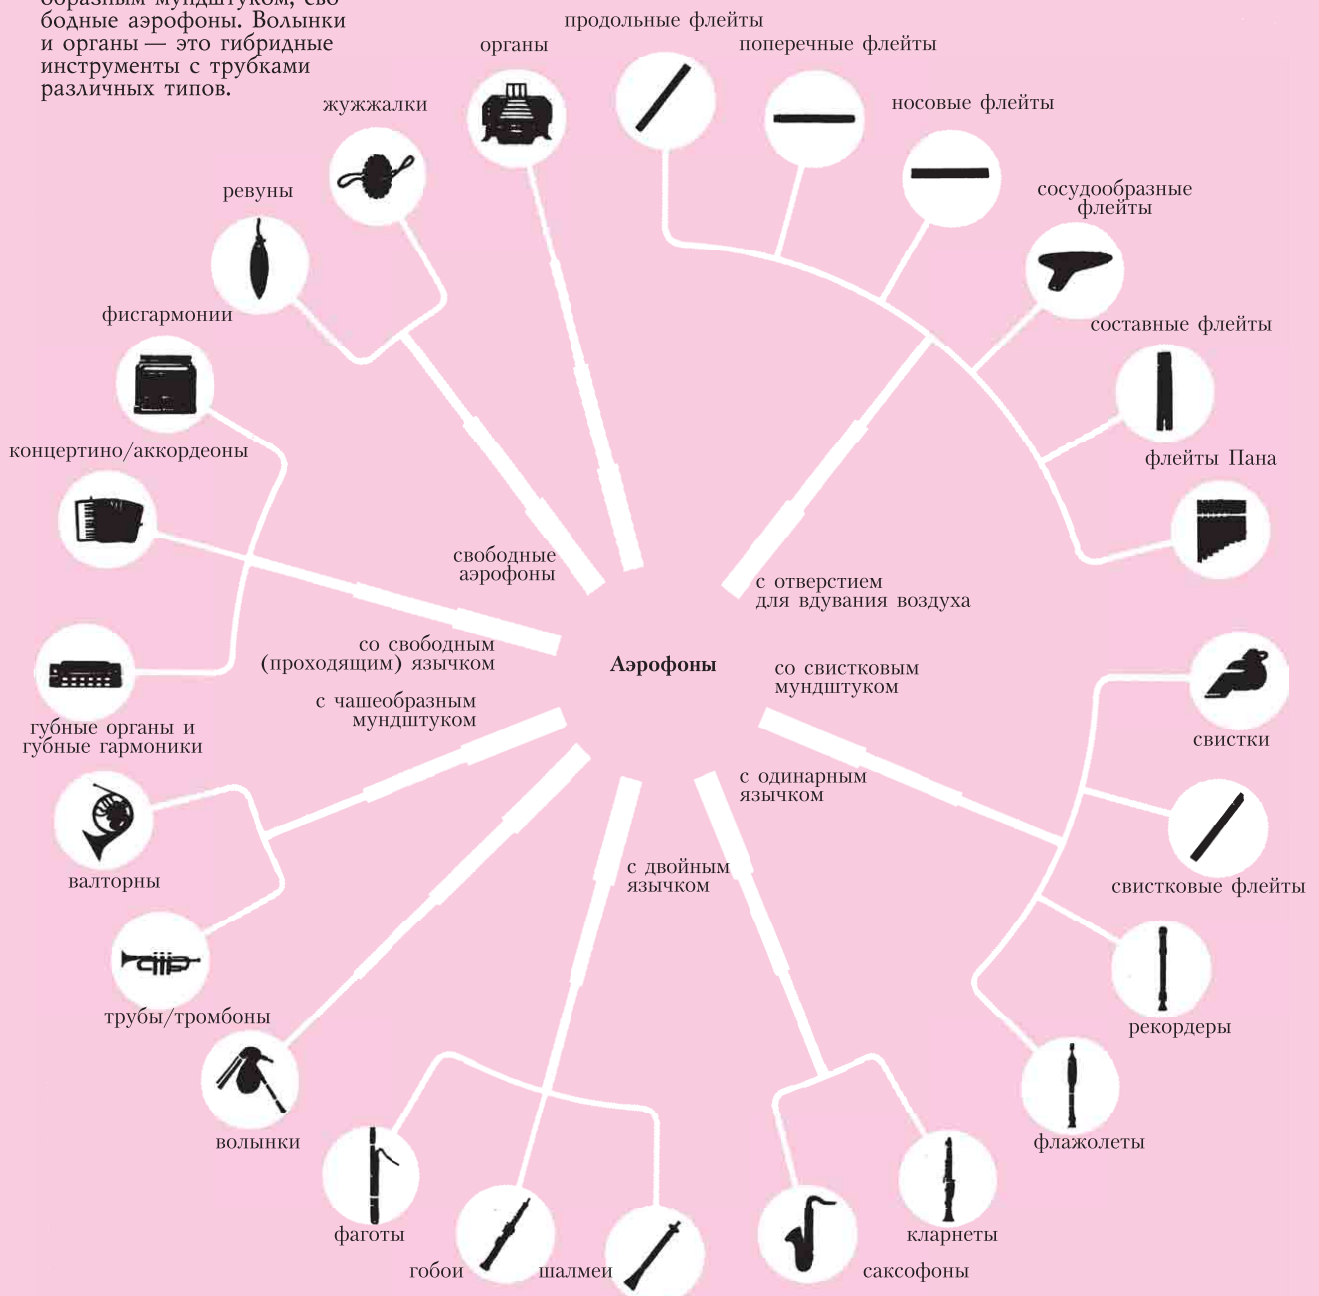 образным мундштуком, сво-
бодные аэрофоны. Волынки
и органы — это гибридные
инструменты с трубками
различных типов.
продольные флейты
органы
поперечные флейты
жужжалки
носовые флейты
ревуны
сосудообразные
флейты
фисгармонии
составные флейты
концертино/аккордеоны
флейты Пана
свободные
аэрофоны
с отверстием
для вдувания воздуха
со свободным
(проходящим) язычком
Аэрофоны
со свистковым
мундштуком
с чашеобразным
мундштуком
губные органы и
губные гармоники
свистки
с одинарным
язычком
с двойным
язычком
валторны
свистковые флейты
трубы/тромбоны
рекордеры
волынки
флажолеты
фаготы
кларнеты
гобои
шалмеи
саксофоны